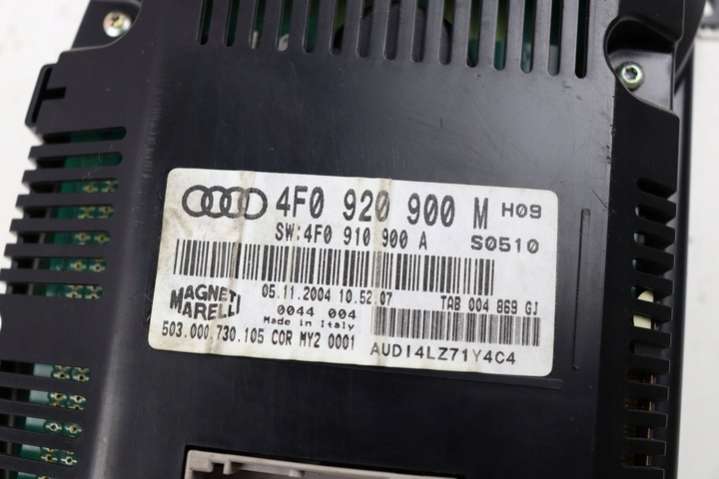 4F0 920 900 M H09
SW:4F0 910 900 A S0510
05.11.2004 10.52.07 TAB 004 869 GJ
MAGNETI
MARELLI
0044 004
Made in Italy
503.000.730.105 COR MY2 0001
AUDI4LZ71Y4C4